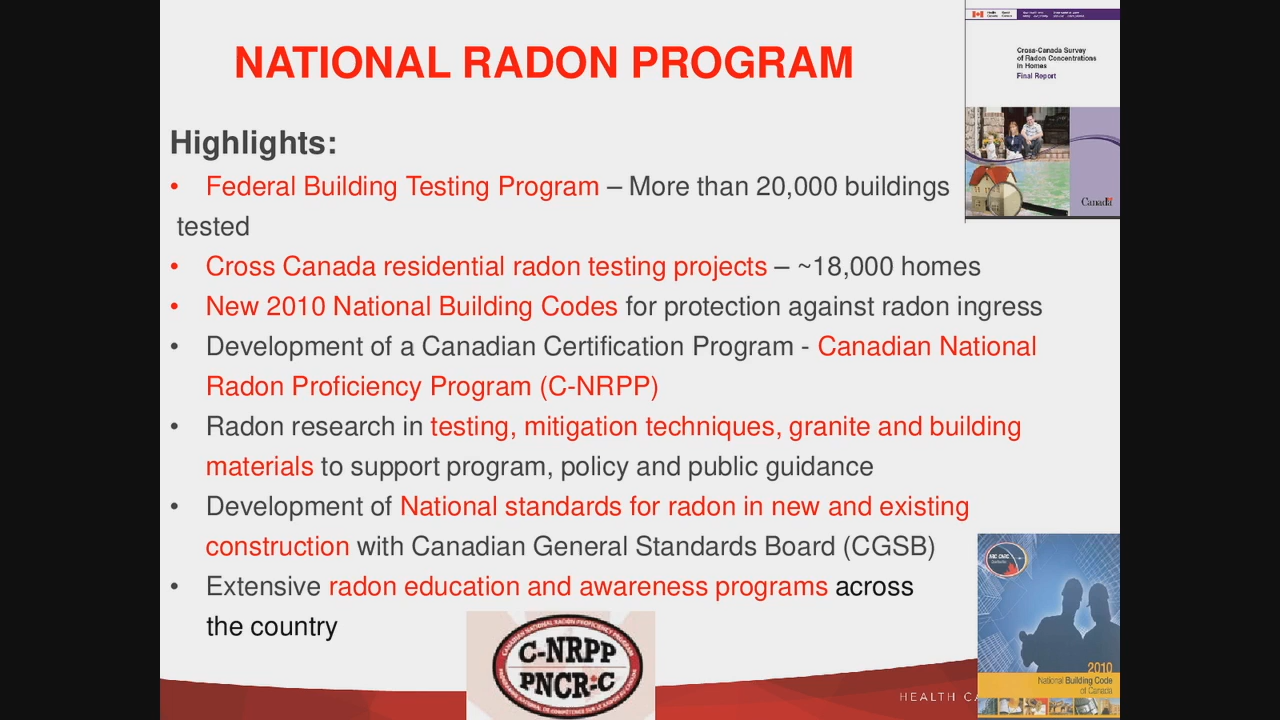 NATIONAL RADON PROGRAM
Cross-Canada Survey
of Radon Concentrations
in Homes
Final Report
Canada
Highlights:
• Federal Building Testing Program – More than 20,000 buildings
tested
• Cross Canada residential radon testing projects – ~18,000 homes
• New 2010 National Building Codes for protection against radon ingress
• Development of a Canadian Certification Program - Canadian National
Radon Proficiency Program (C-NRPP)
• Radon research in testing, mitigation techniques, granite and building
materials to support program, policy and public guidance
• Development of National standards for radon in new and existing
construction with Canadian General Standards Board (CGSB)
• Extensive radon education and awareness programs across
the country
C-NRPP
PNCR-C
HEALTH CA
2010
National Building Code
of Canada